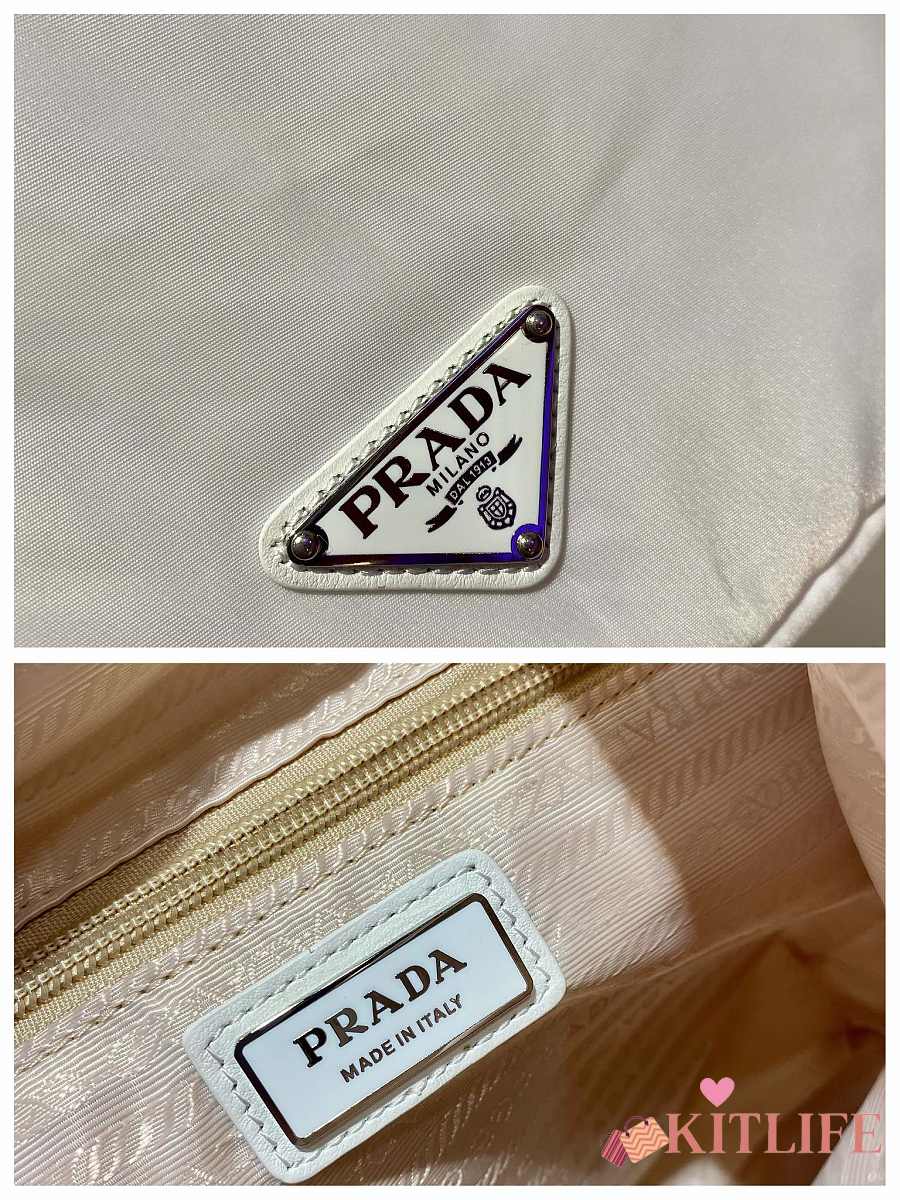 PRADA
MILANO
DAL 1913
PRADA
MADE IN ITALY
KITLIFE